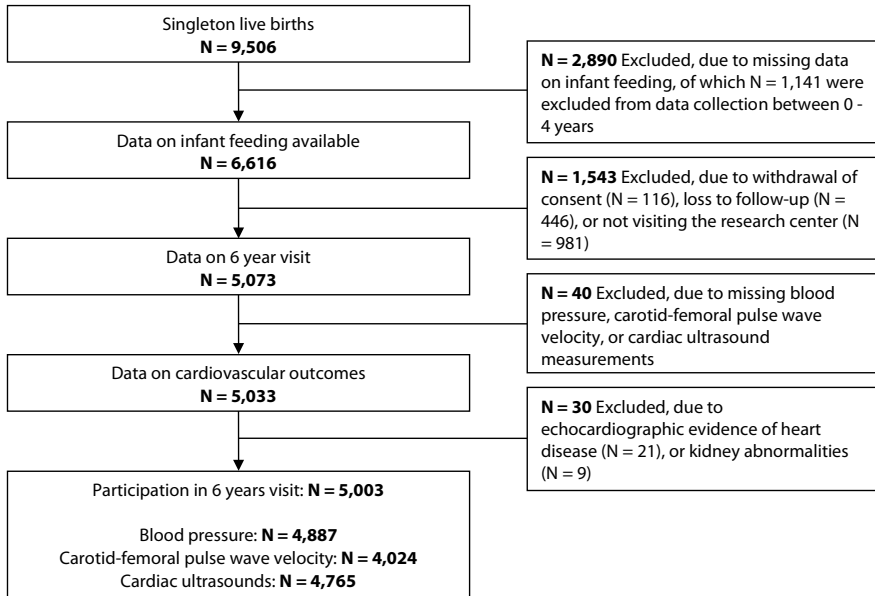 Singleton live births
N = 9,506
N = 2,890 Excluded, due to missing data
on infant feeding, of which N = 1,141 were
excluded from data collection between 0 -
4 years
Data on infant feeding available
N = 6,616
N = 1,543 Excluded, due to withdrawal of
consent (N = 116), loss to follow-up (N =
446), or not visiting the research center (N
= 981)
Data on 6 year visit
N = 5,073
N = 40 Excluded, due to missing blood
pressure, carotid-femoral pulse wave
velocity, or cardiac ultrasound
measurements
Data on cardiovascular outcomes
N = 5,033
N = 30 Excluded, due to
echocardiographic evidence of heart
disease (N = 21), or kidney abnormalities
(N = 9)
Participation in 6 years visit: N = 5,003
Blood pressure: N = 4,887
Carotid-femoral pulse wave velocity: N = 4,024
Cardiac ultrasounds: N = 4,765